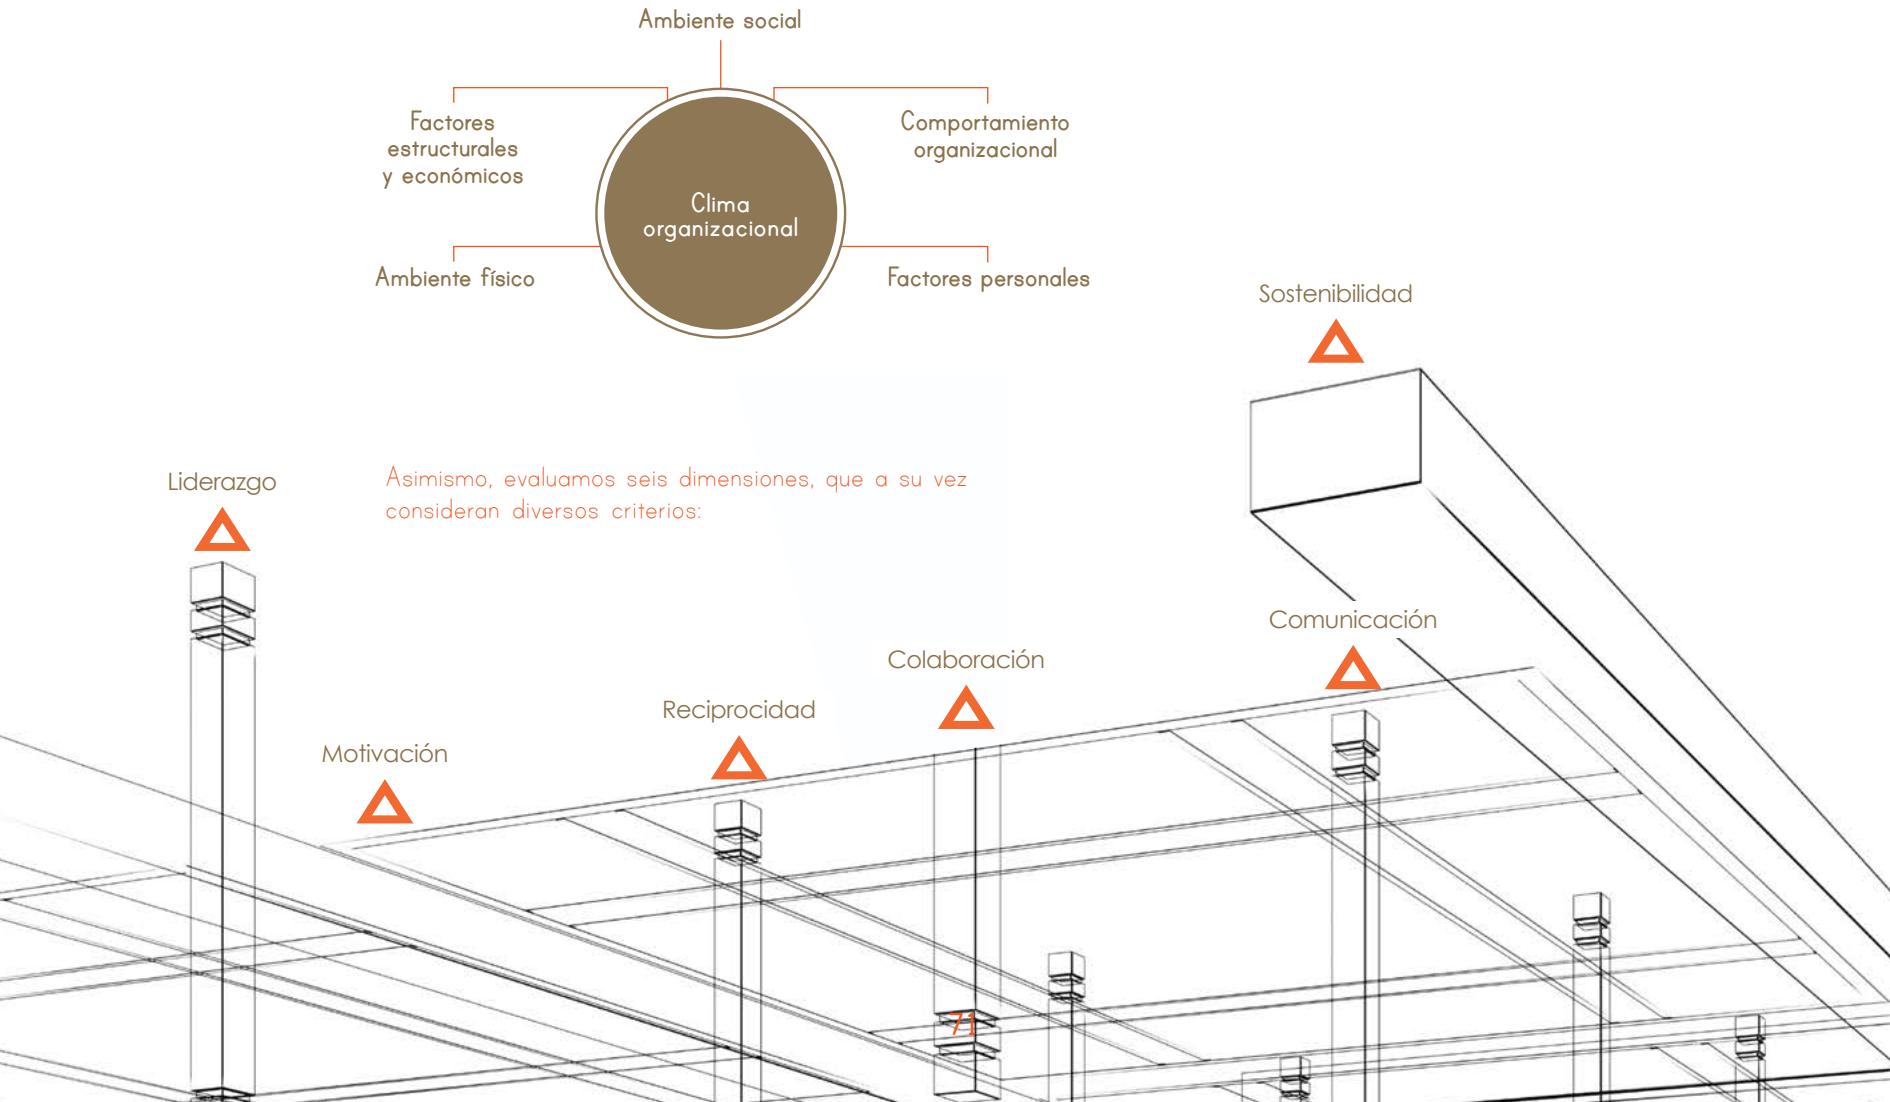 Ambiente social
Factores
estructurales
y económicos
Comportamiento
organizacional
Clima
organizacional
Ambiente físico
Factores personales
Sostenibilidad
Liderazgo
Asimismo, evaluamos seis dimensiones, que a su vez
consideran diversos criterios:
Comunicación
Colaboración
Reciprocidad
Motivación
71